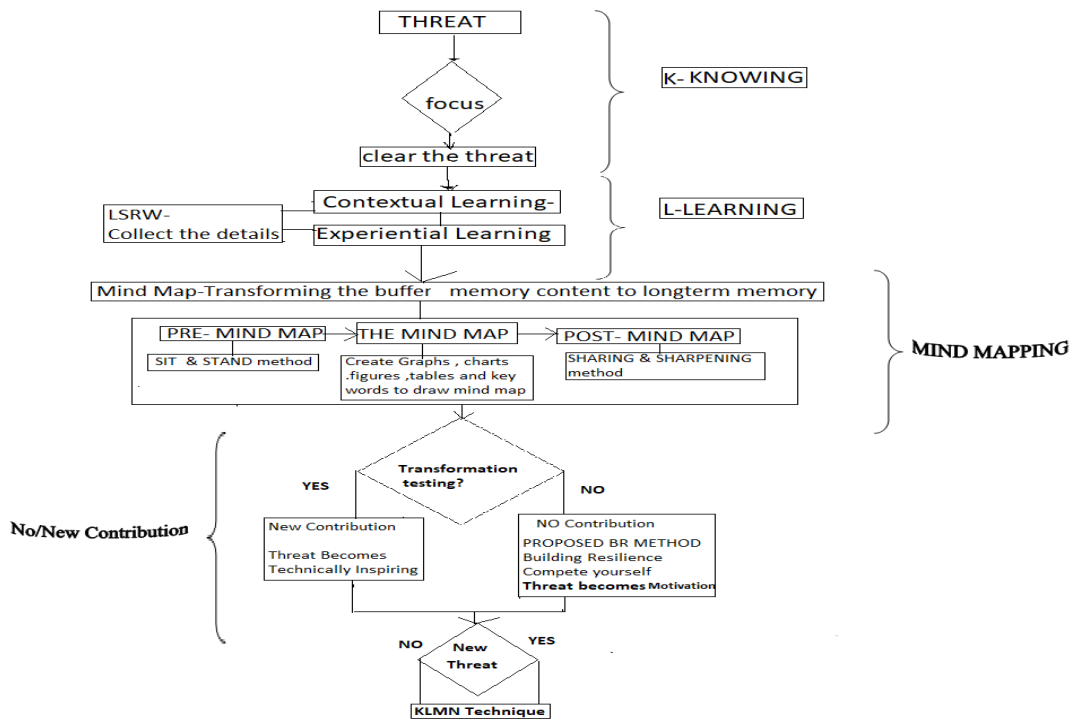 THREAT
K- KNOWING
focus
clear the threat
Contextual Learning-
L-LEARNING
LSRW-
Collect the details
Experiential Learning
Mind Map-Transforming the buffer memory content to longterm memory
PRE- MIND MAP
THE MIND MAP
POST- MIND MAP
MIND MAPPING
SIT & STAND method
Create Graphs , charts
.figures ,tables and key
words to draw mind map
SHARING & SHARPENING
method
Transformation
testing?
YES
NO
No/New Contribution
New Contribution
Threat Becomes
Technically Inspiring
NO Contribution
PROPOSED BR METHOD
Building Resilience
Compete yourself
Threat becomes Motivation
NO
YES
New
Threat
KLMN Technique